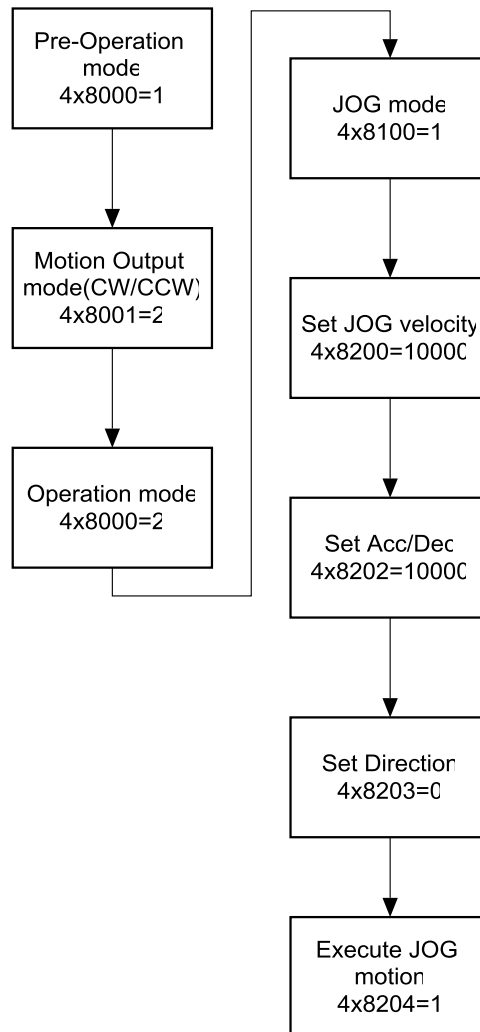 Pre-Operation
mode
4x8000=1
Motion Output
mode(CW/CCW)
4x8001=2
Operation mode
4x8000=2
JOG mode
4x8100=1
Set JOG velocity
4x8200=10000
Set Acc/Dec
4x8202=10000
Set Direction
4x8203=0
Execute JOG
motion
4x8204=1